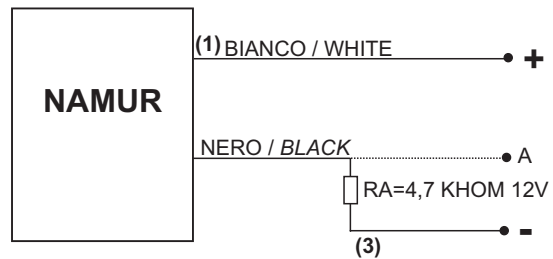 (1) BIANCO / WHITE
+
NAMUR
NERO / BLACK
A
RA=4,7 KHOM 12V
-
(3)